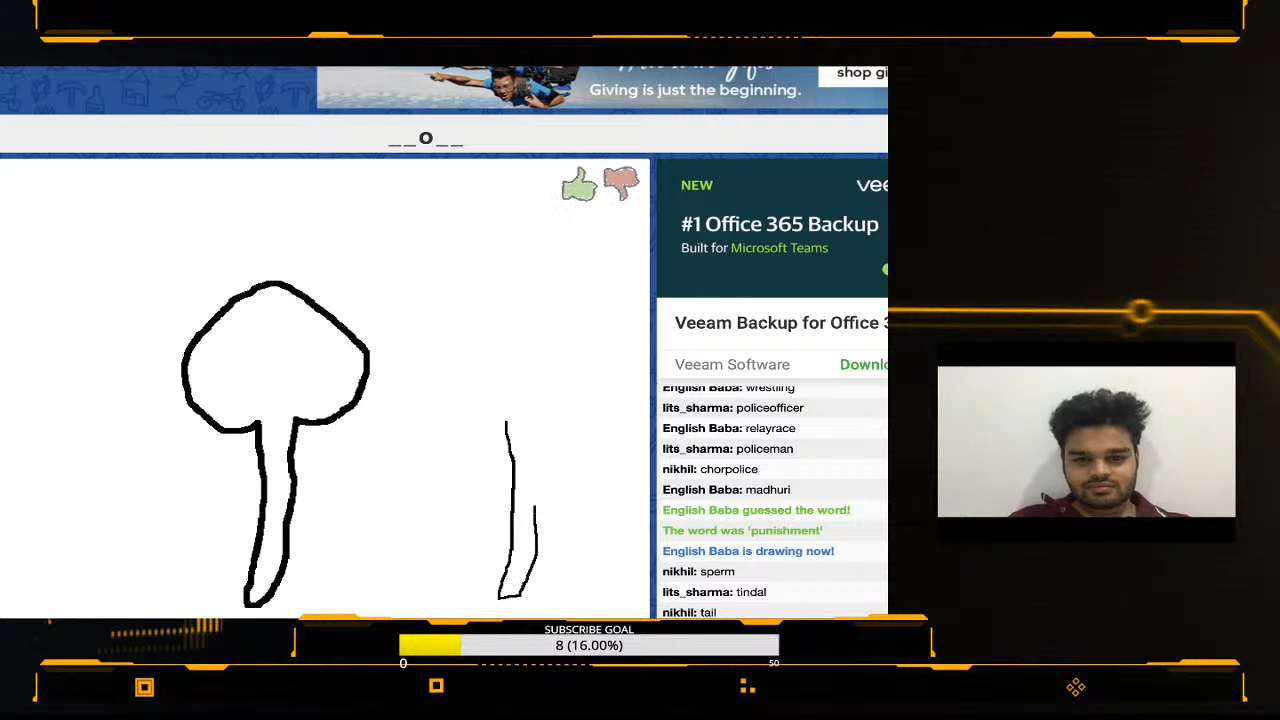 Giving is just the beginning.
shop gi
_ _ o _ _
NEW
vee
#1 Office 365 Backup
Built for Microsoft Teams
Veeam Backup for Office 3
Veeam Software
Downlo
English Baba: wrestling
lits_sharma: policeofficer
English Baba: relayrace
lits_sharma: policeman
nikhil: chorpolice
English Baba: madhuri
English Baba guessed the word!
The word was 'punishment'
English Baba is drawing now!
nikhil: sperm
lits_sharma: tindal
nikhil: tail
SUBSCRIBE GOAL
8 (16.00%)
0
50